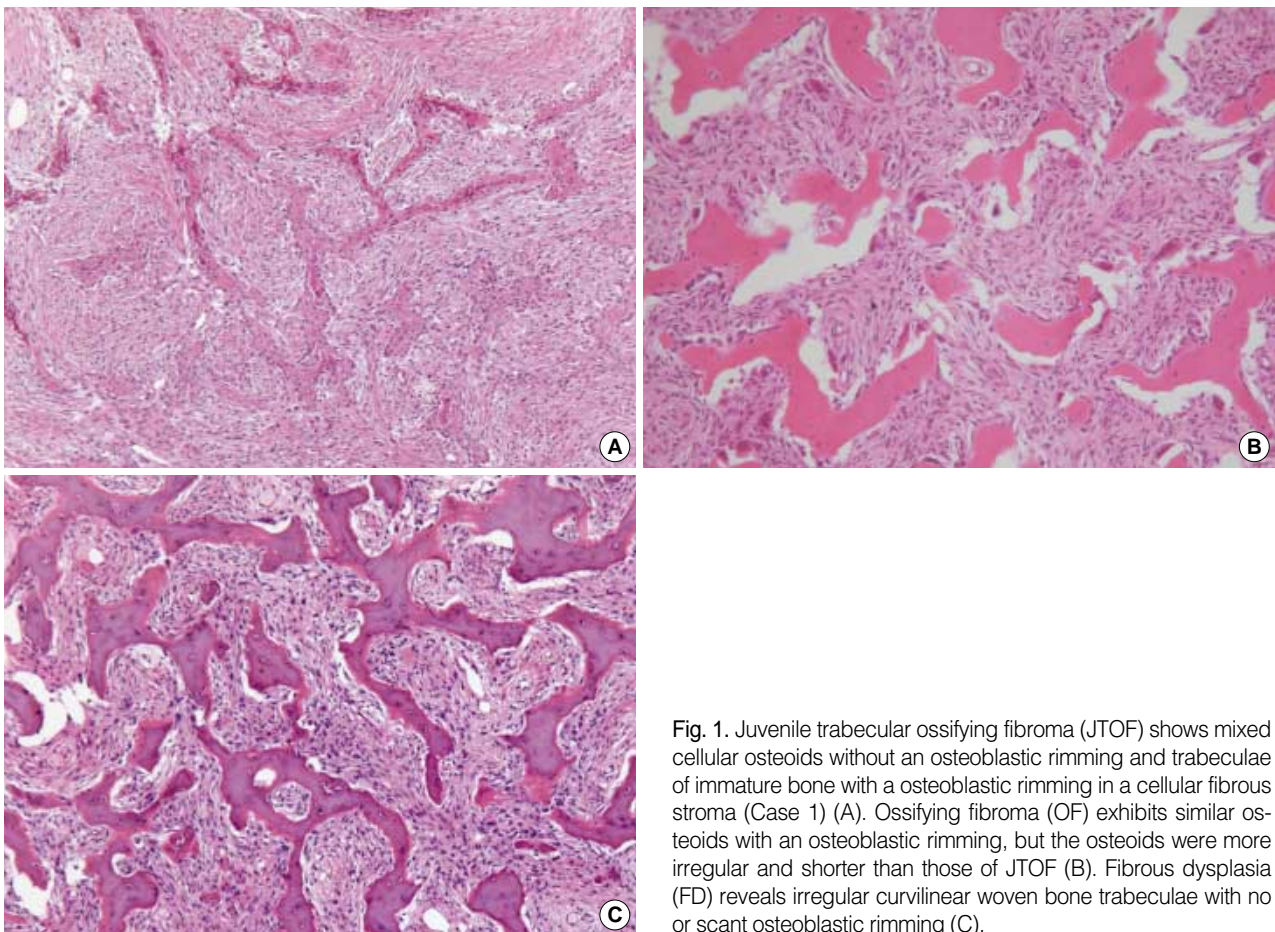 A
B
C
Fig. 1. Juvenile trabecular ossifying fibroma (JTOF) shows mixed
cellular osteoids without an osteoblastic rimming and trabeculae
of immature bone with a osteoblastic rimming in a cellular fibrous
stroma (Case 1) (A). Ossifying fibroma (OF) exhibits similar os-
teoids with an osteoblastic rimming, but the osteoids were more
irregular and shorter than those of JTOF (B). Fibrous dysplasia
(FD) reveals irregular curvilinear woven bone trabeculae with no
or scant osteoblastic rimming (C).